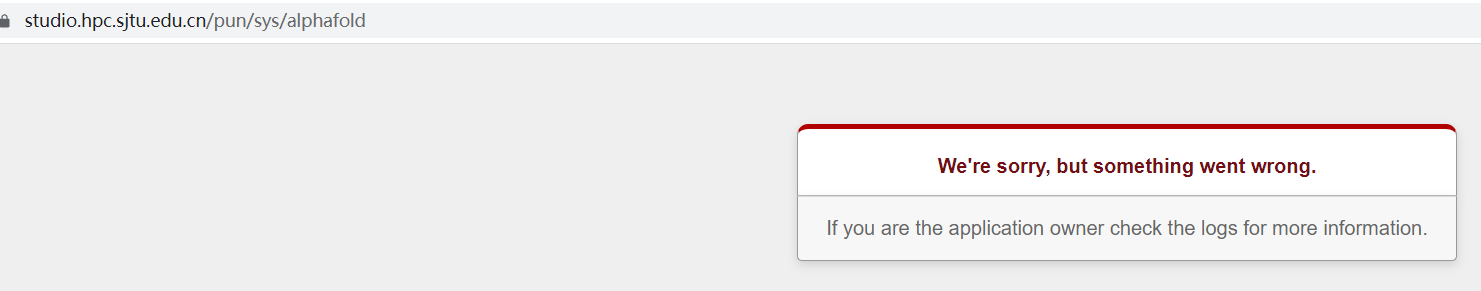 studio.hpc.sjtu.edu.cn/pun/sys/alphafold
We're sorry, but something went wrong.
If you are the application owner check the logs for more information.